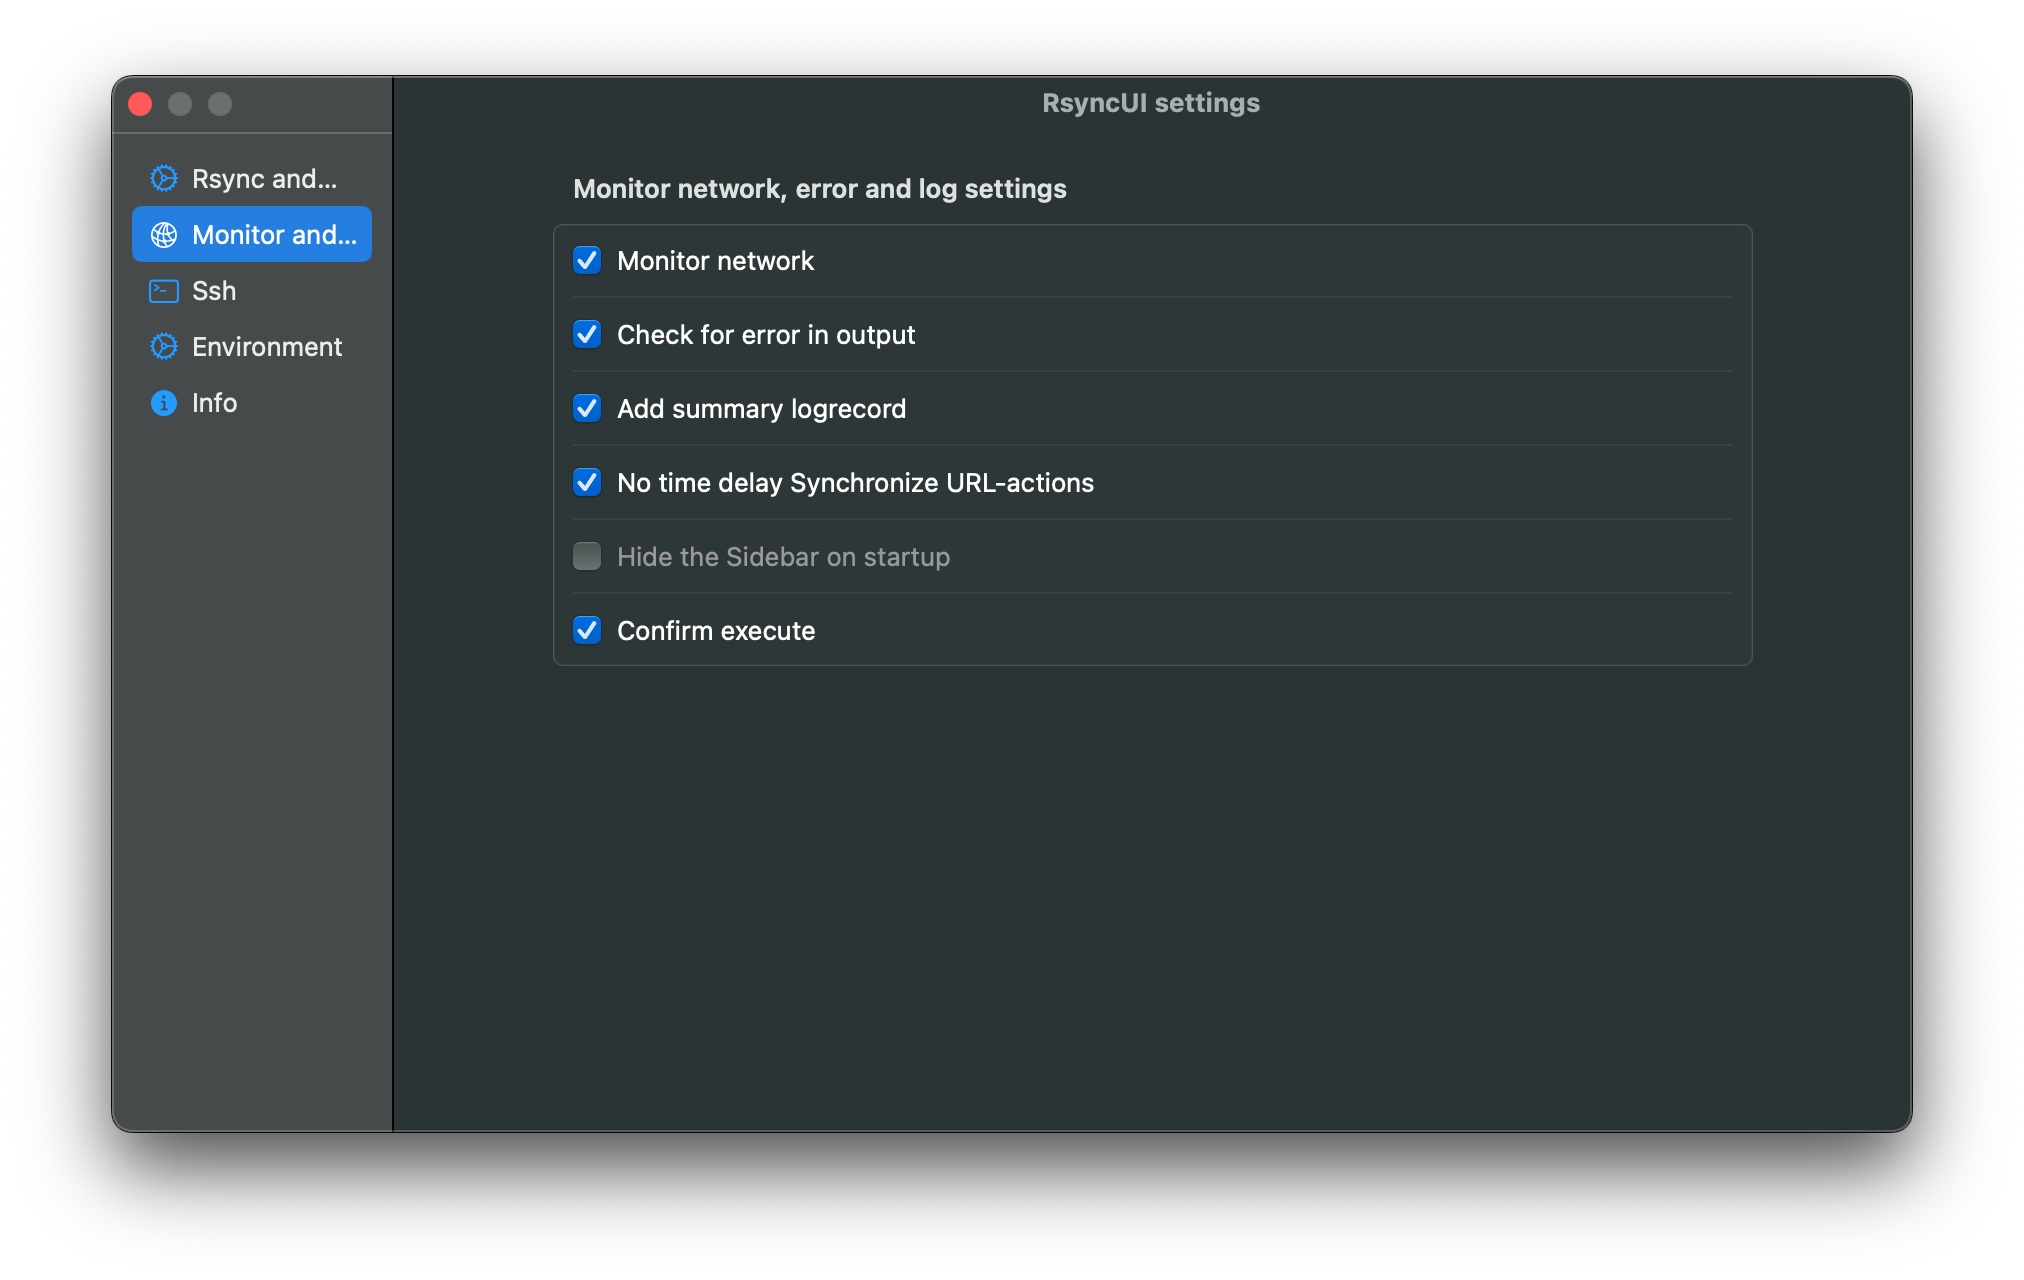 RsyncUI settings
Rsync and...
Monitor and...
Ssh
Environment
Info
Monitor network, error and log settings
Monitor network
Check for error in output
Add summary logrecord
No time delay Synchronize URL-actions
Hide the Sidebar on startup
Confirm execute